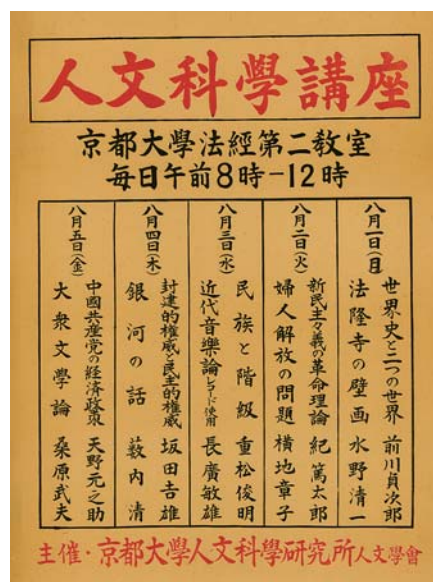 人文科學講座
京都大學法經第二教室
毎日午前8時-12時
八月一日(月)
世界史と二つの世界 前川貞次郎
法隆寺の壁画 水野清一
八月二日(火)
新民主々義の革命理論 紀篤太郎
婦人解放の問題 横地章子
八月三日(水)
民族と階級 重松俊明
近代音樂論レコード使用 長廣敏雄
八月四日(木)
封建的権威と民主的権威 坂田吉雄
銀河の話 薮内清
八月五日(金)
中國共産党の経済政策 天野元之助
大衆文學論 桑原武夫
主催・京都大學人文科學研究所人文學會